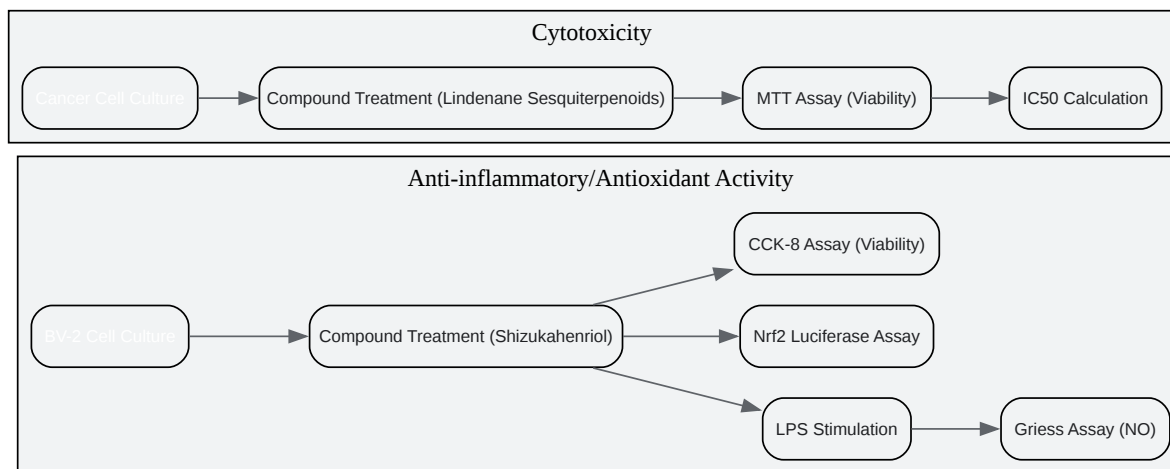 Cytotoxicity
Cancer Cell Culture
Compound Treatment (Lindenane Sesquiterpenoids)
MTT Assay (Viability)
IC50 Calculation
Anti-inflammatory/Antioxidant Activity
CCK-8 Assay (Viability)
BV-2 Cell Culture
Compound Treatment (Shizukahenriol)
Nrf2 Luciferase Assay
LPS Stimulation
Griess Assay (NO)